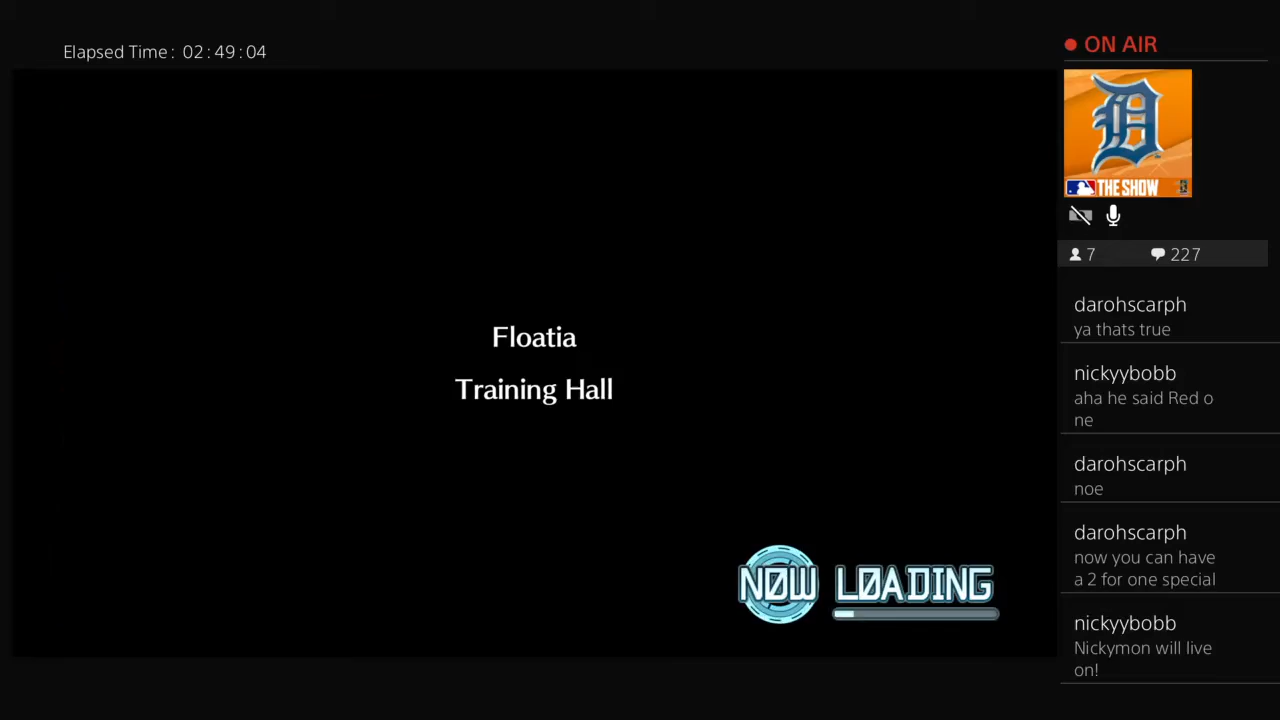 Elapsed Time: 02:49:04
ON AIR
THE SHOW
7
227
darohscarph
ya thats true
nickyybobb
aha he said Red o
ne
darohscarph
noe
darohscarph
now you can have
a 2 for one special
nickyybobb
Nickymon will live
on!
Floatia
Training Hall
NOW LOADING